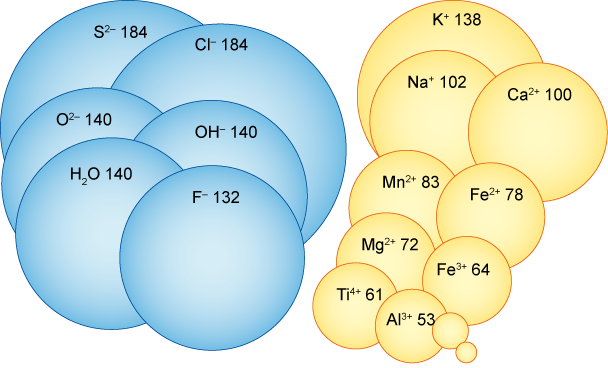 S²⁻ 184
Cl⁻ 184
O²⁻ 140
OH⁻ 140
H₂O 140
F⁻ 132
K⁺ 138
Na⁺ 102
Ca²⁺ 100
Mn²⁺ 83
Fe²⁺ 78
Mg²⁺ 72
Fe³⁺ 64
Ti⁴⁺ 61
Al³⁺ 53